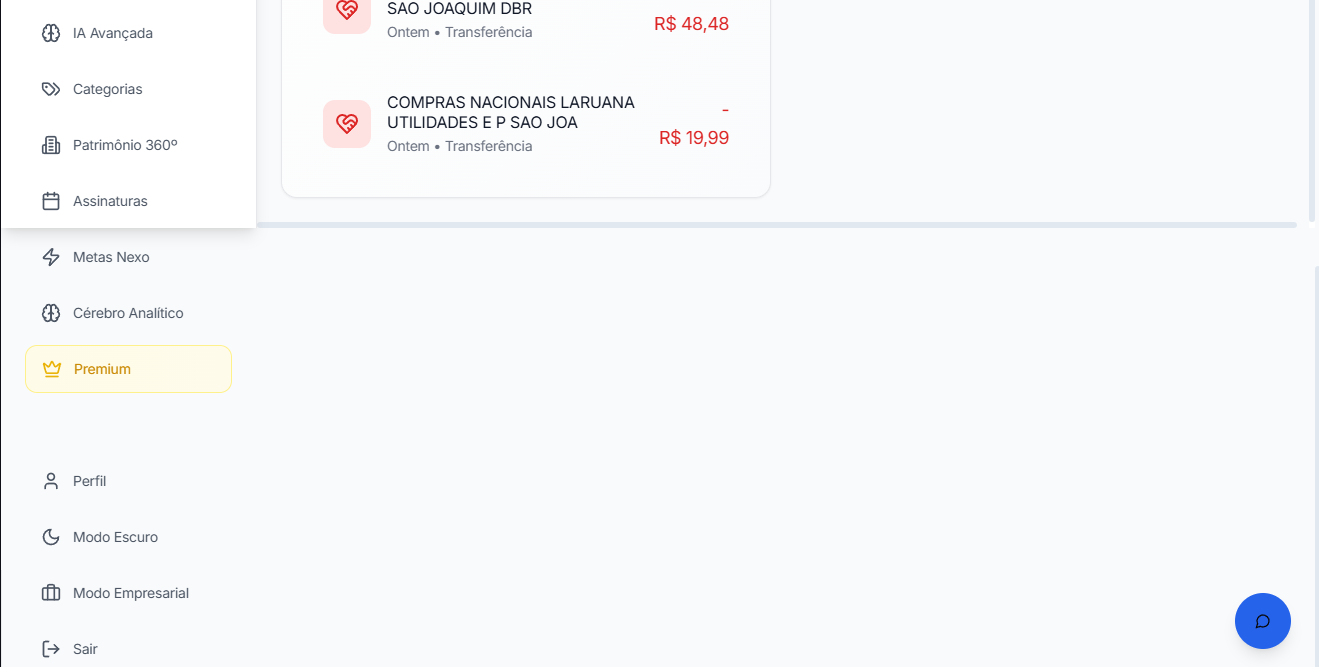 IA Avançada
Categorias
Patrimônio 360º
Assinaturas
Metas Nexo
Cérebro Analítico
Premium
Perfil
Modo Escuro
Modo Empresarial
Sair
SAO JOAQUIM DBR
Ontem • Transferência
R$ 48,48
COMPRAS NACIONAIS LARUANA
UTILIDADES E P SAO JOA
Ontem • Transferência
-
R$ 19,99